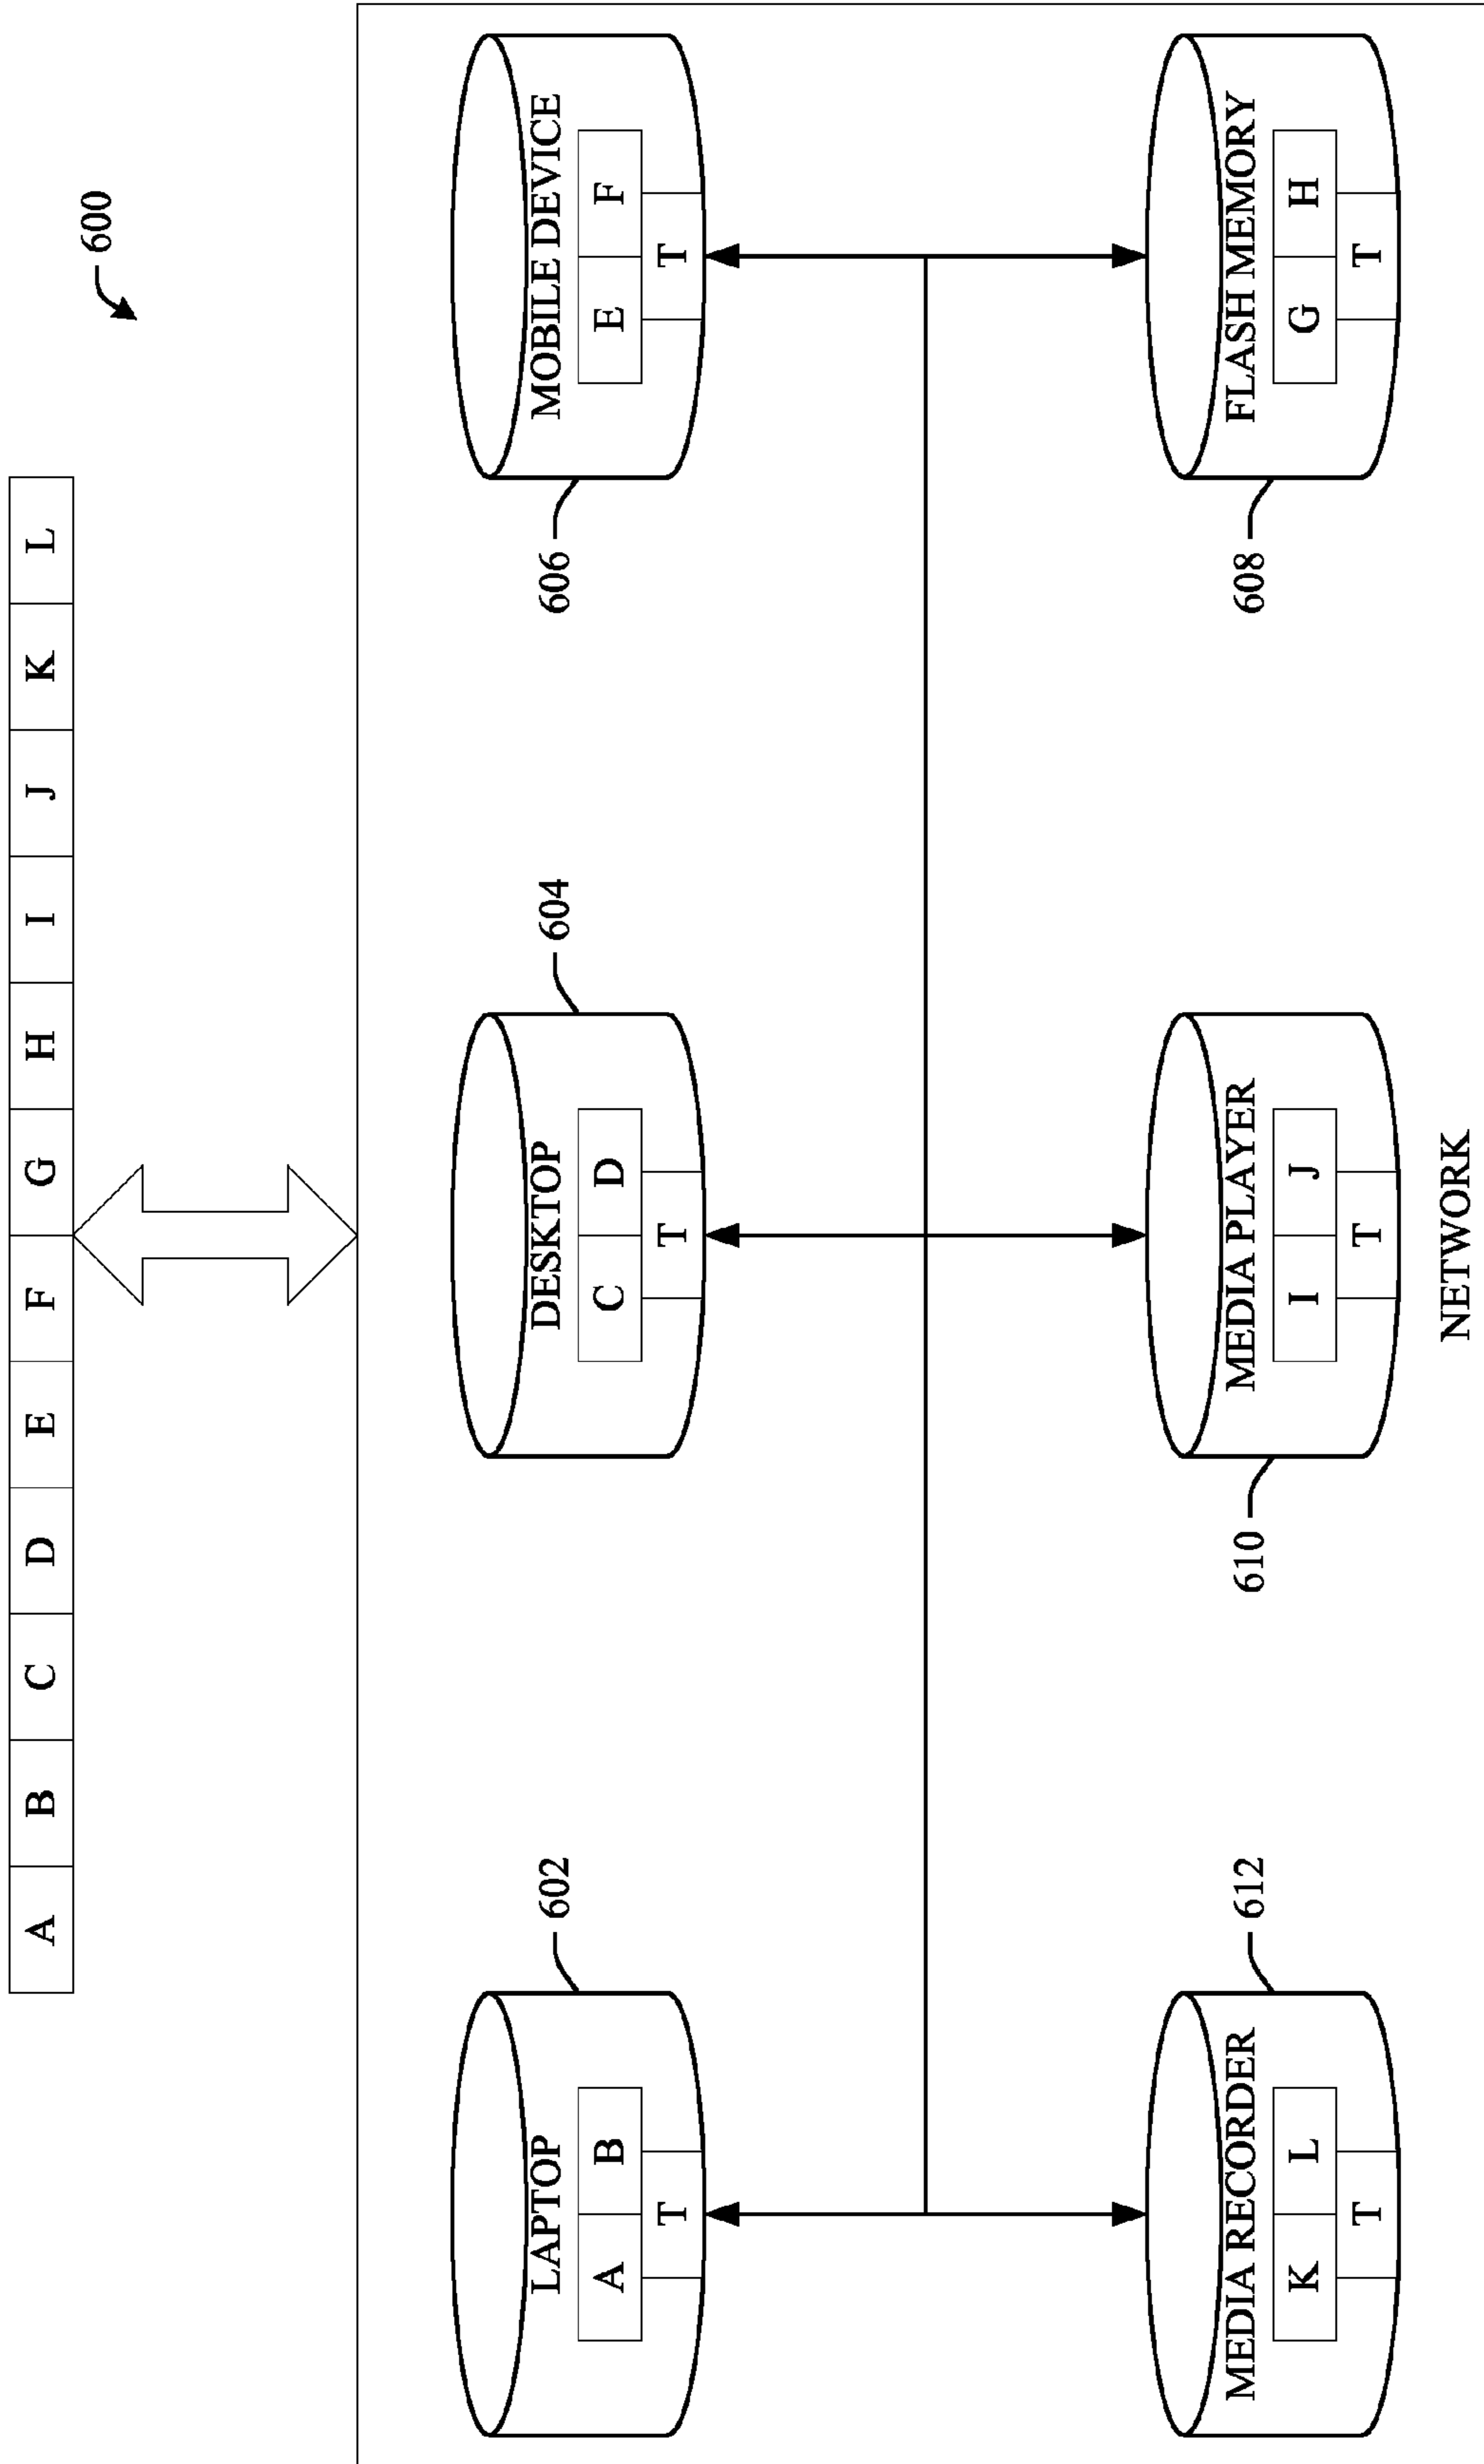 600
A B C D E F G H I J K L
602
LAPTOP
A B
T
604
DESKTOP
C D
T
606
MOBILE DEVICE
E F
T
612
MEDIA RECORDER
K L
T
610
MEDIA PLAYER
I J
T
608
FLASH MEMORY
G H
T
NETWORK